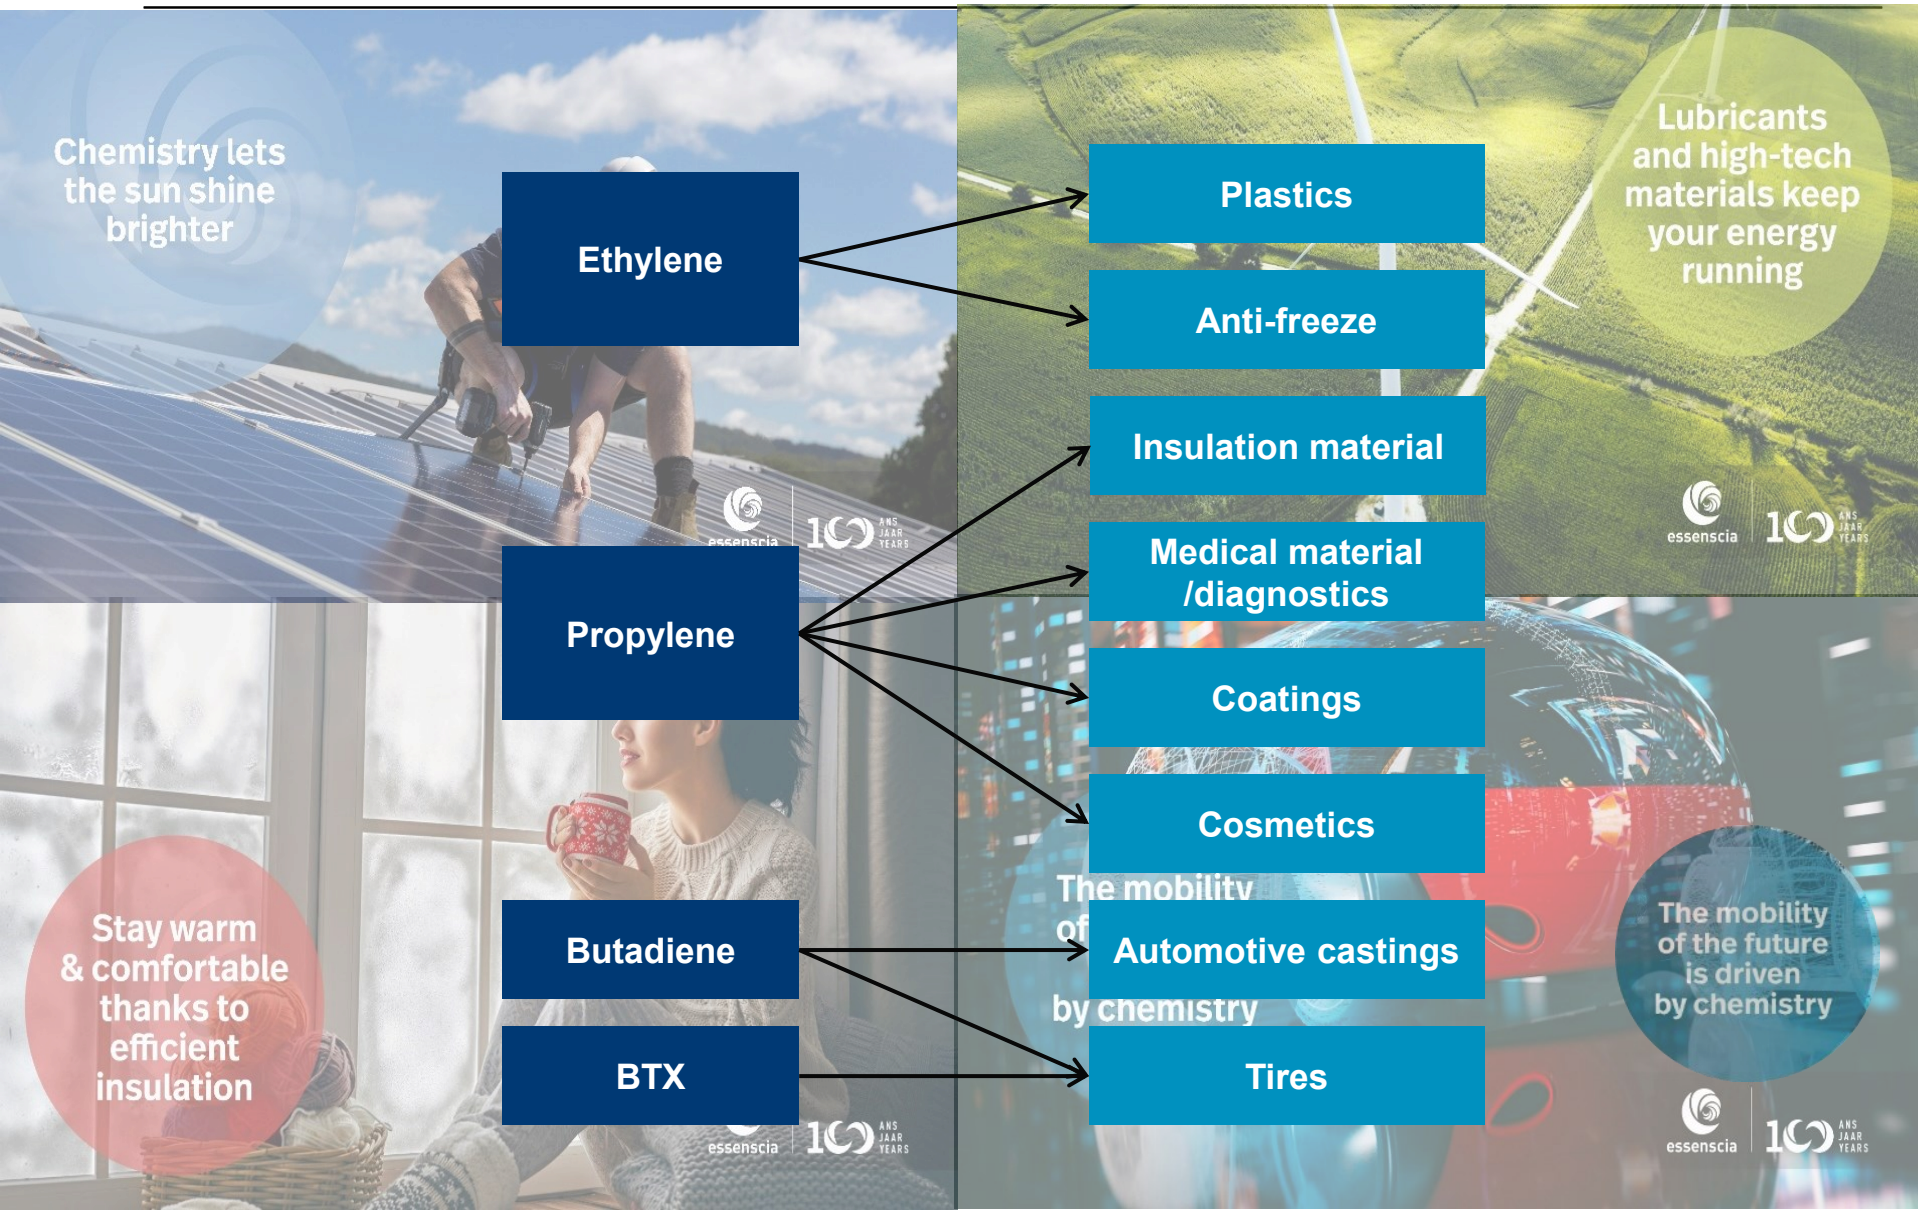 Chemistry lets
the sun shine
brighter
Lubricants
and high-tech
materials keep
your energy
running
Ethylene
Plastics
Anti-freeze
Insulation material
Medical material
/diagnostics
essenscia
100
ANS
JAAR
YEARS
essenscia
100
ANS
JAAR
YEARS
Propylene
Coatings
Cosmetics
Stay warm
& comfortable
thanks to
efficient
insulation
The mobility
of
by chemistry
The mobility
of the future
is driven
by chemistry
Butadiene
Automotive castings
BTX
Tires
essenscia
100
ANS
JAAR
YEARS
essenscia
100
ANS
JAAR
YEARS